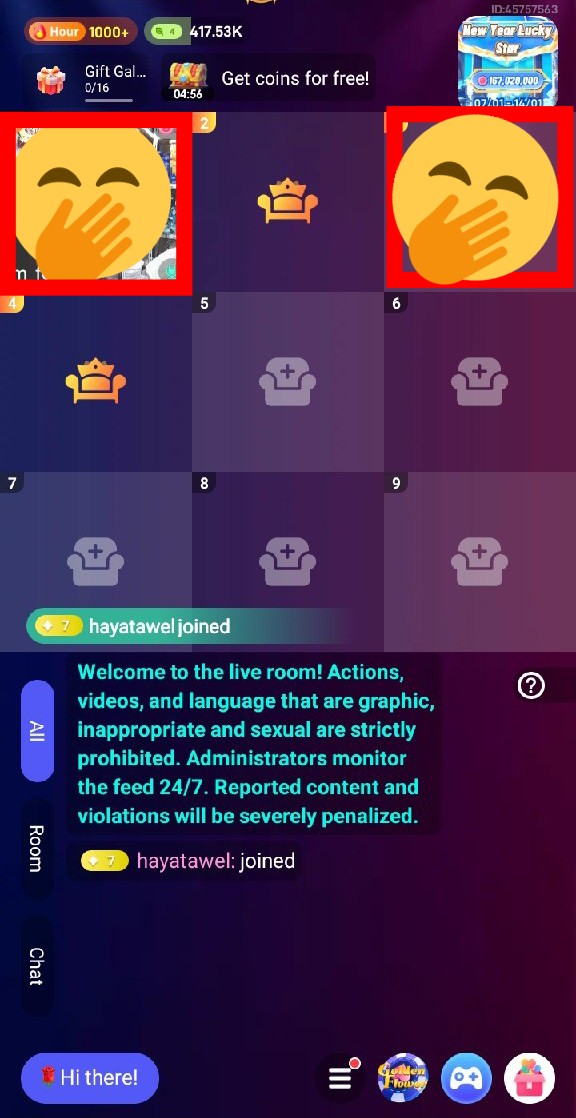 ID:45757563
Hour 1000+
4 417.53K
New Year Lucky
Star
167,020,000
07/01-14/01
Gift Gal...
0/16
04:56
Get coins for free!
2
4
5
6
7
8
9
7 hayatawel joined
Welcome to the live room! Actions,
videos, and language that are graphic,
inappropriate and sexual are strictly
prohibited. Administrators monitor
the feed 24/7. Reported content and
violations will be severely penalized.
7 hayatawel: joined
All
Room
Chat
?
🌹Hi there!
Golden
Flower